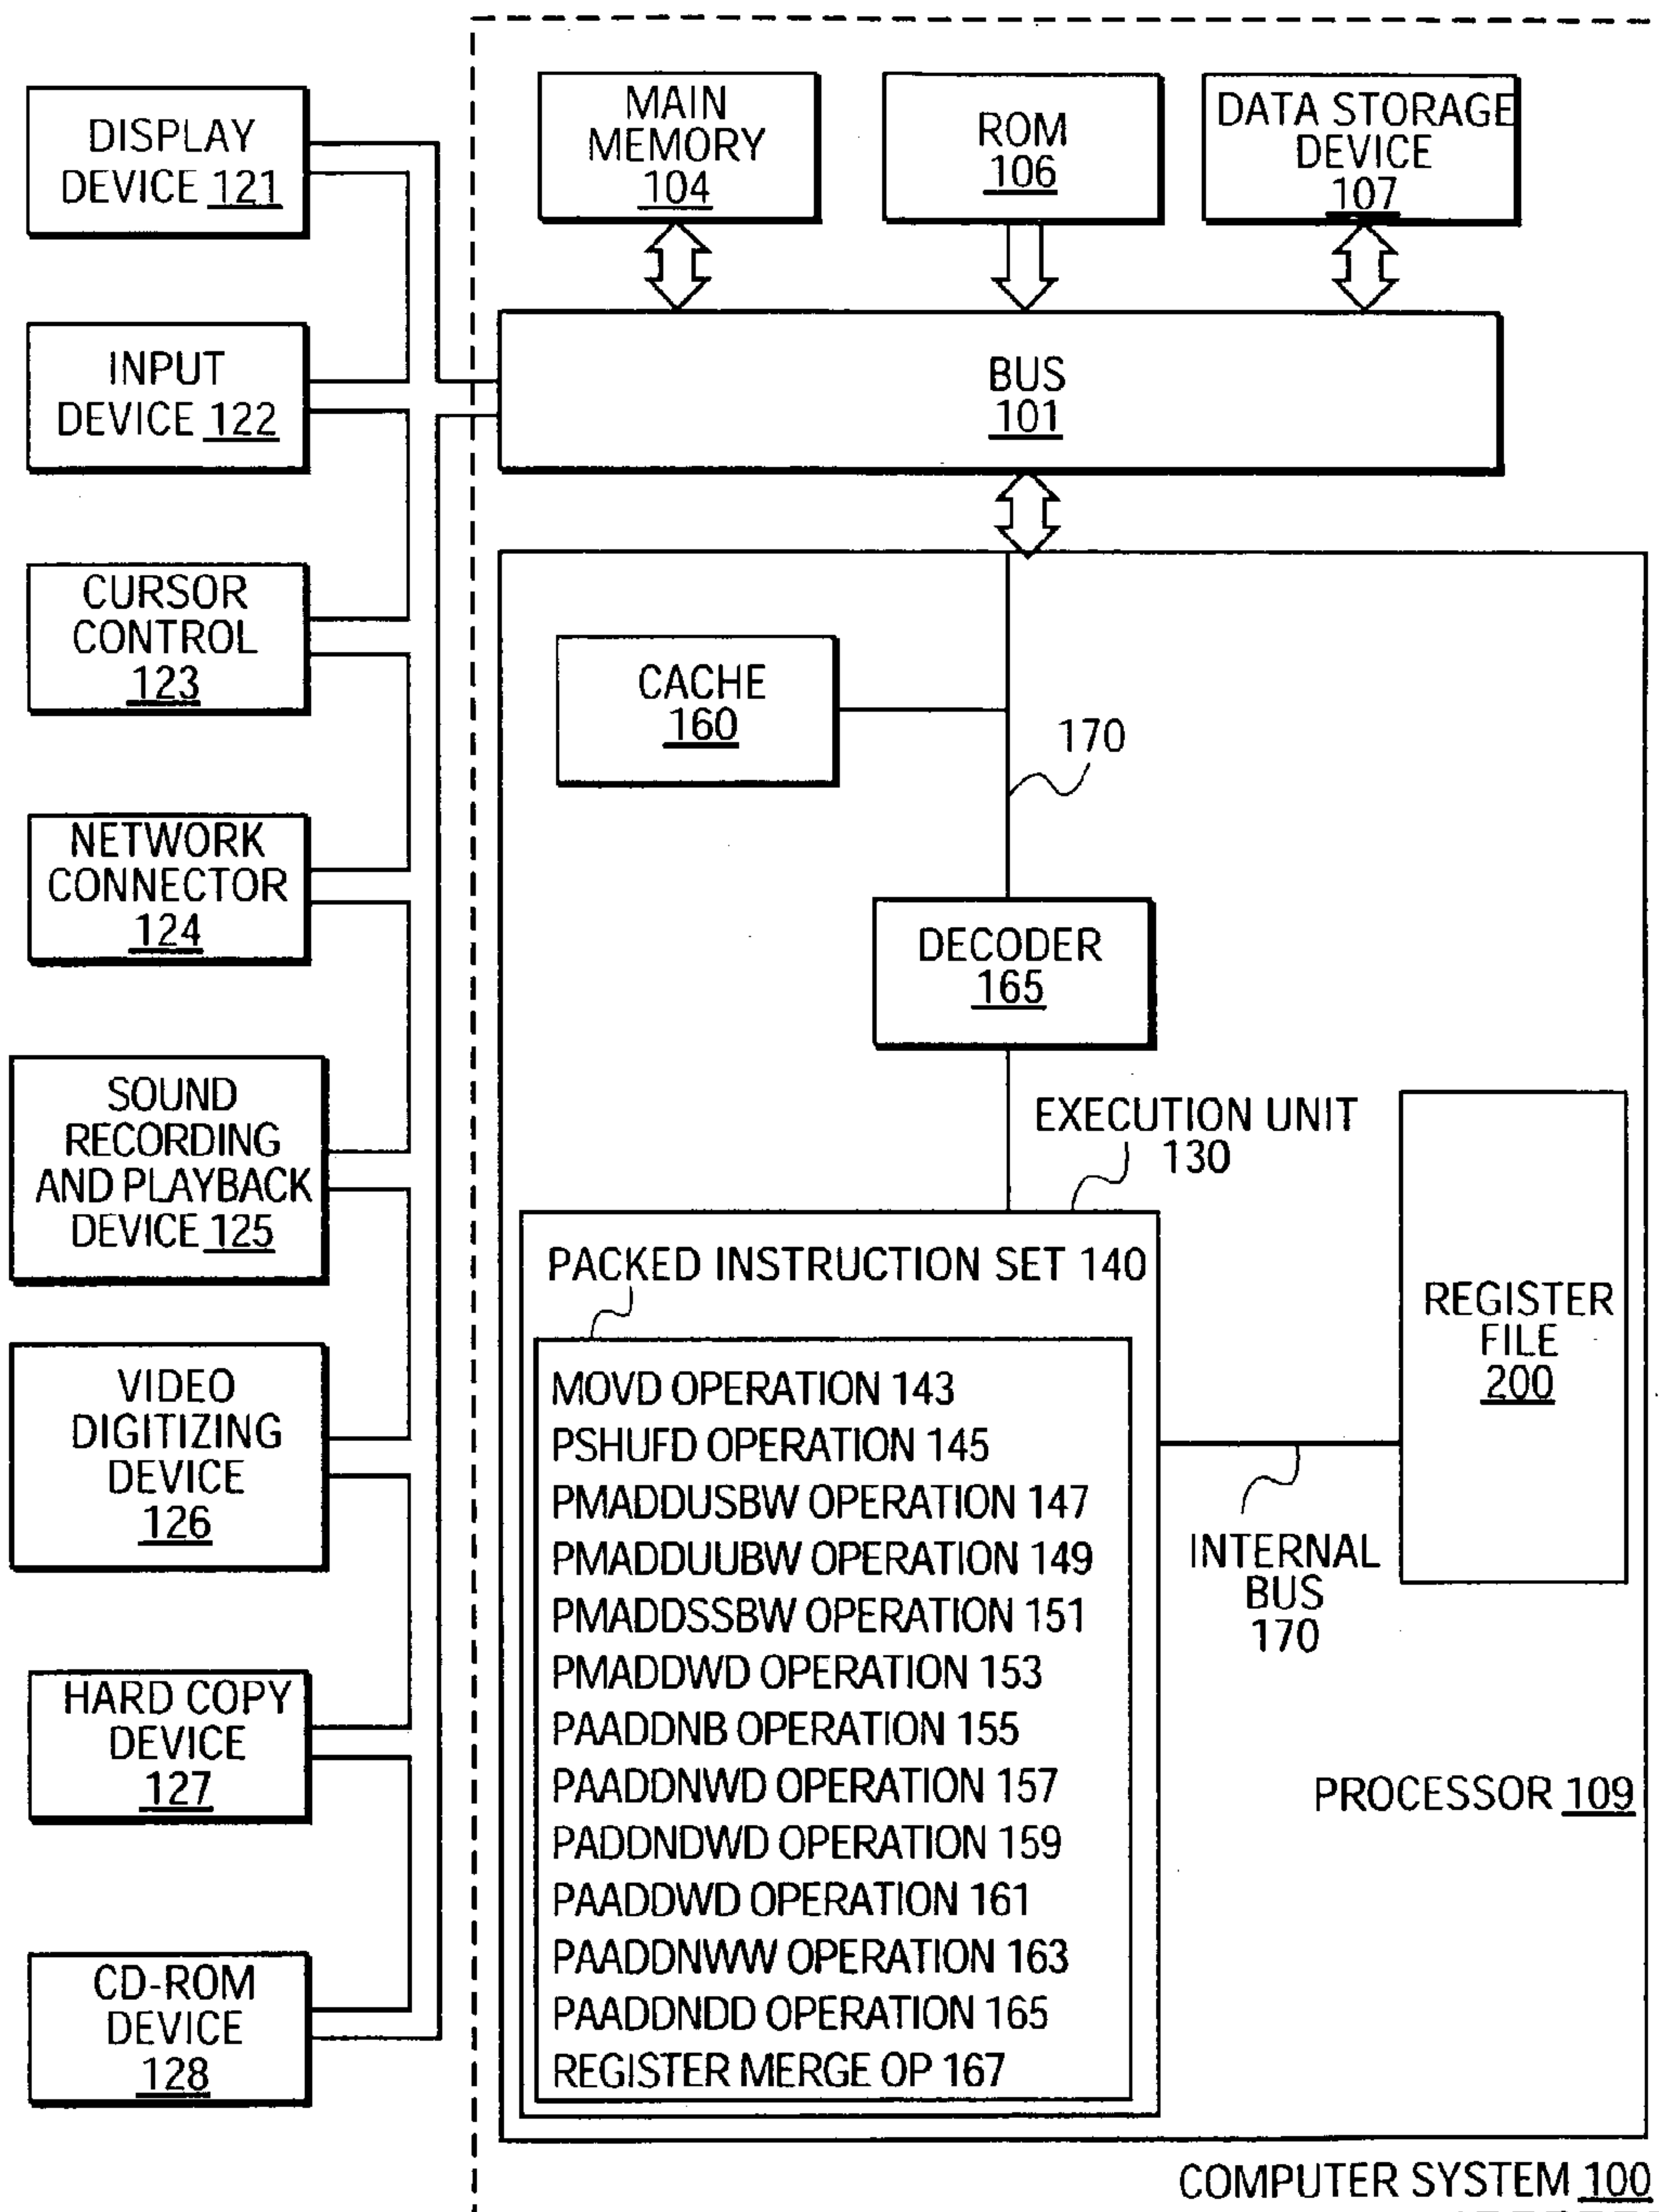 DISPLAY
DEVICE 121
INPUT
DEVICE 122
CURSOR
CONTROL
123
NETWORK
CONNECTOR
124
SOUND
RECORDING
AND PLAYBACK
DEVICE 125
VIDEO
DIGITIZING
DEVICE
126
HARD COPY
DEVICE
127
CD-ROM
DEVICE
128
MAIN
MEMORY
104
ROM
106
DATA STORAGE
DEVICE
107
BUS
101
CACHE
160
170
DECODER
165
EXECUTION UNIT
130
PACKED INSTRUCTION SET 140
MOVD OPERATION 143
PSHUFD OPERATION 145
PMADDUSBW OPERATION 147
PMADDUUBW OPERATION 149
PMADDSSBW OPERATION 151
PMADDWD OPERATION 153
PAADDNB OPERATION 155
PAADDNWD OPERATION 157
PADDNDWD OPERATION 159
PAADDWD OPERATION 161
PAADDNWW OPERATION 163
PAADDNDD OPERATION 165
REGISTER MERGE OP 167
REGISTER
FILE
200
INTERNAL
BUS
170
PROCESSOR 109
COMPUTER SYSTEM 100